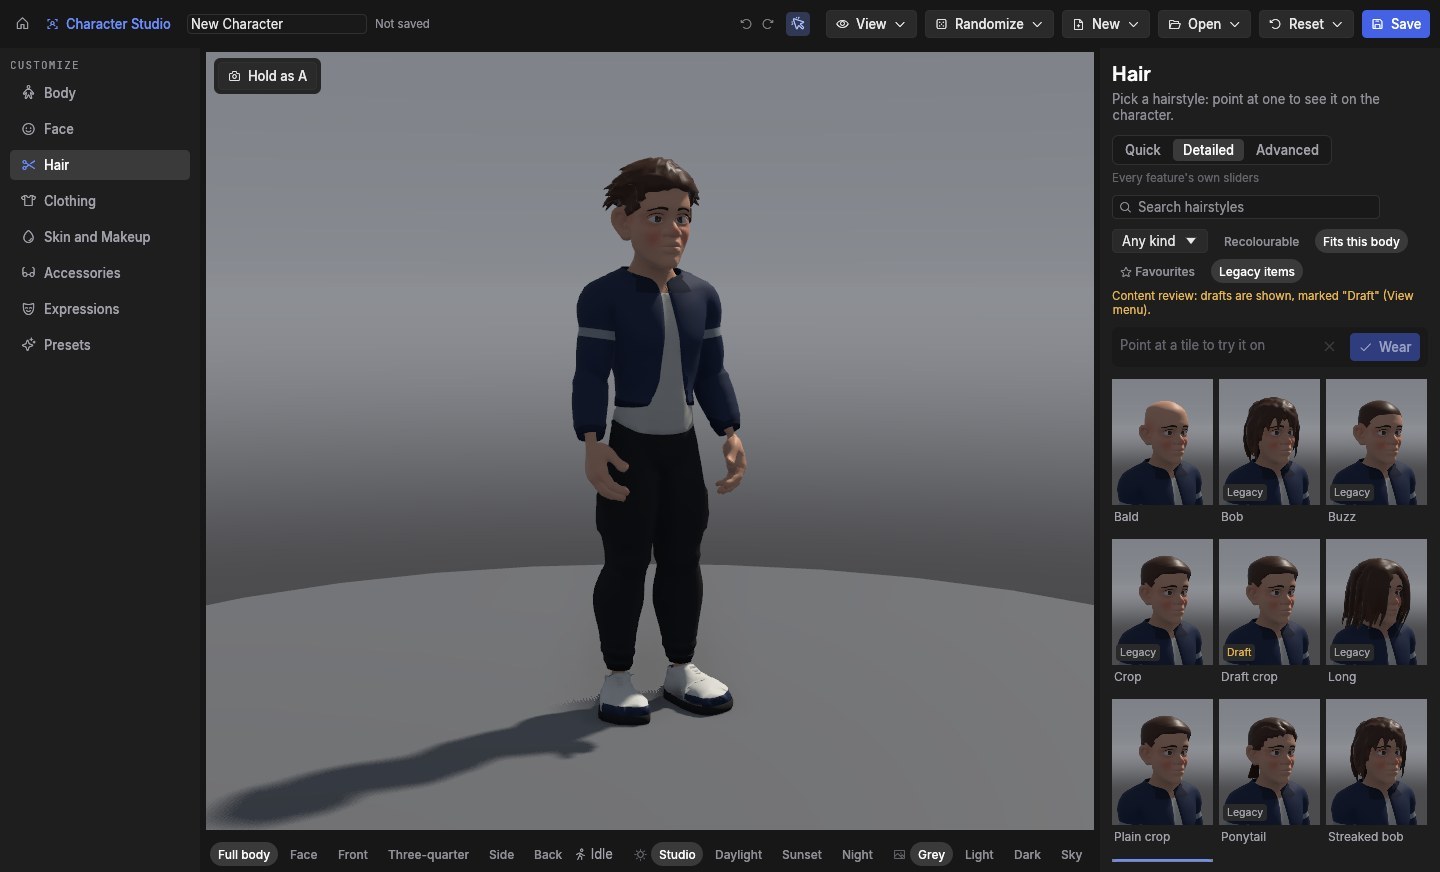 Character Studio
New Character
Not saved
View
Randomize
New
Open
Reset
Save
CUSTOMIZE
Body
Face
Hair
Clothing
Skin and Makeup
Accessories
Expressions
Presets
Hold as A
Full body
Face
Front
Three-quarter
Side
Back
Idle
Studio
Daylight
Sunset
Night
Grey
Light
Dark
Sky
Hair
Pick a hairstyle: point at one to see it on the
character.
Quick
Detailed
Advanced
Every feature's own sliders
Search hairstyles
Any kind
Recolourable
Fits this body
Favourites
Legacy items
Content review: drafts are shown, marked "Draft" (View
menu).
Point at a tile to try it on
Wear
Bald
Legacy
Bob
Legacy
Buzz
Legacy
Crop
Draft
Draft crop
Legacy
Long
Plain crop
Legacy
Ponytail
Streaked bob